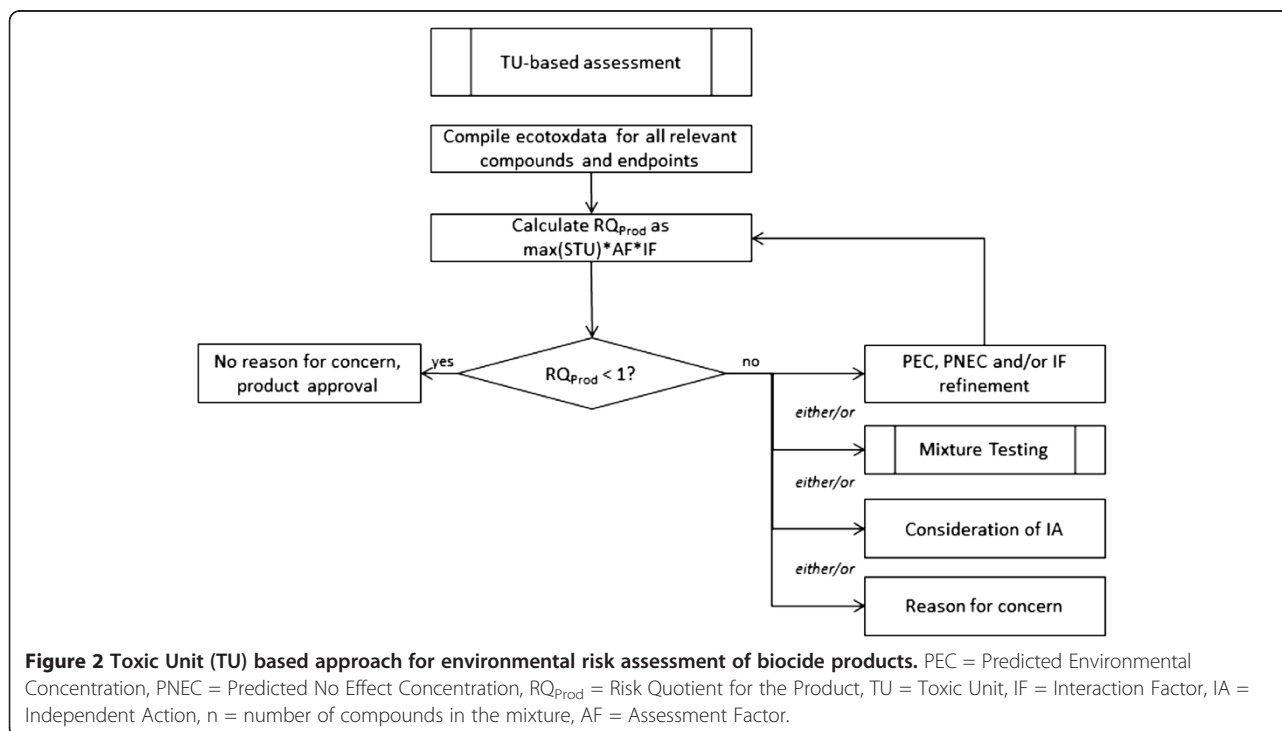 TU-based assessment
Compile ecotoxdata for all relevant
compounds and endpoints
Calculate RQProd as
max(STU)*AF*IF
No reason for concern,
product approval
yes
RQProd < 1?
no
PEC, PNEC and/or IF
refinement
either/or
Mixture Testing
either/or
Consideration of IA
either/or
Reason for concern
Figure 2 Toxic Unit (TU) based approach for environmental risk assessment of biocide products. PEC = Predicted Environmental
Concentration, PNEC = Predicted No Effect Concentration, RQProd = Risk Quotient for the Product, TU = Toxic Unit, IF = Interaction Factor, IA =
Independent Action, n = number of compounds in the mixture, AF = Assessment Factor.